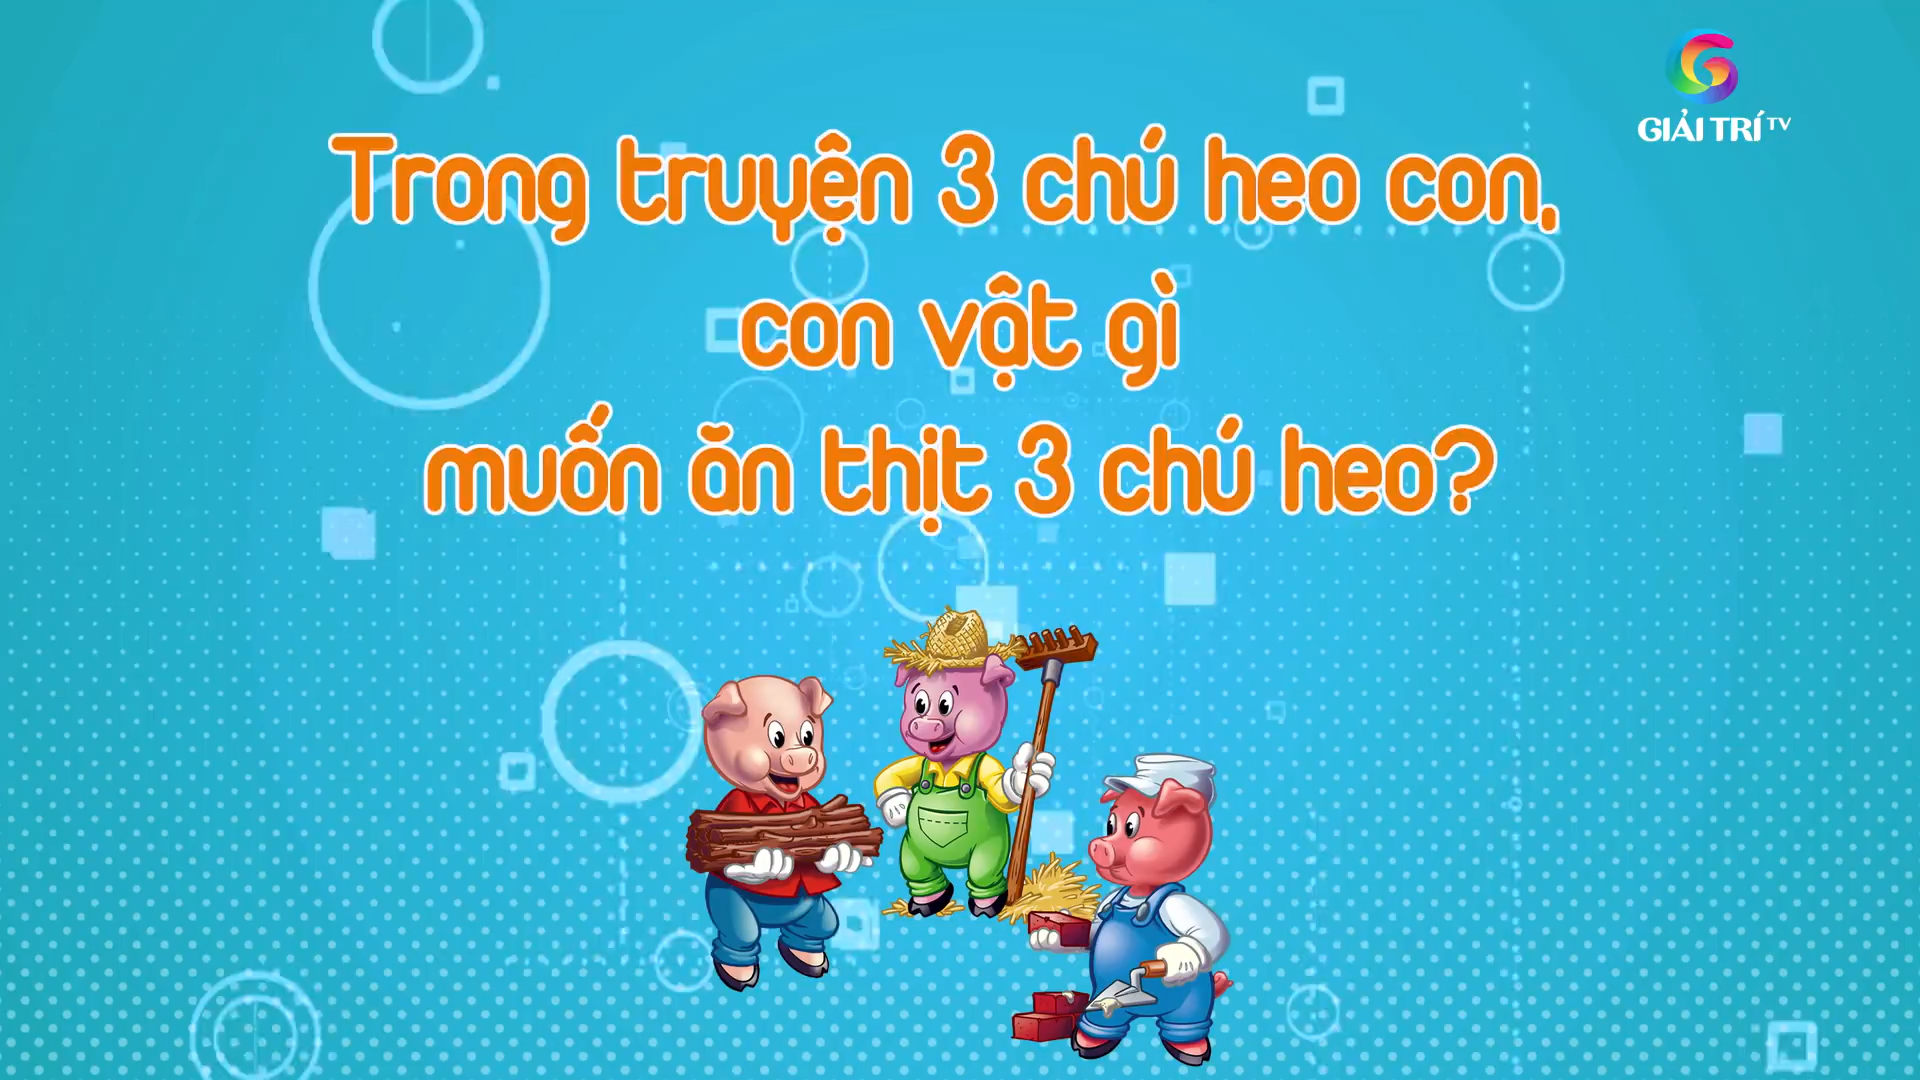 GIẢI TRÍ TV
Trong truyện 3 chú heo con,
con vật gì
muốn ăn thịt 3 chú heo?